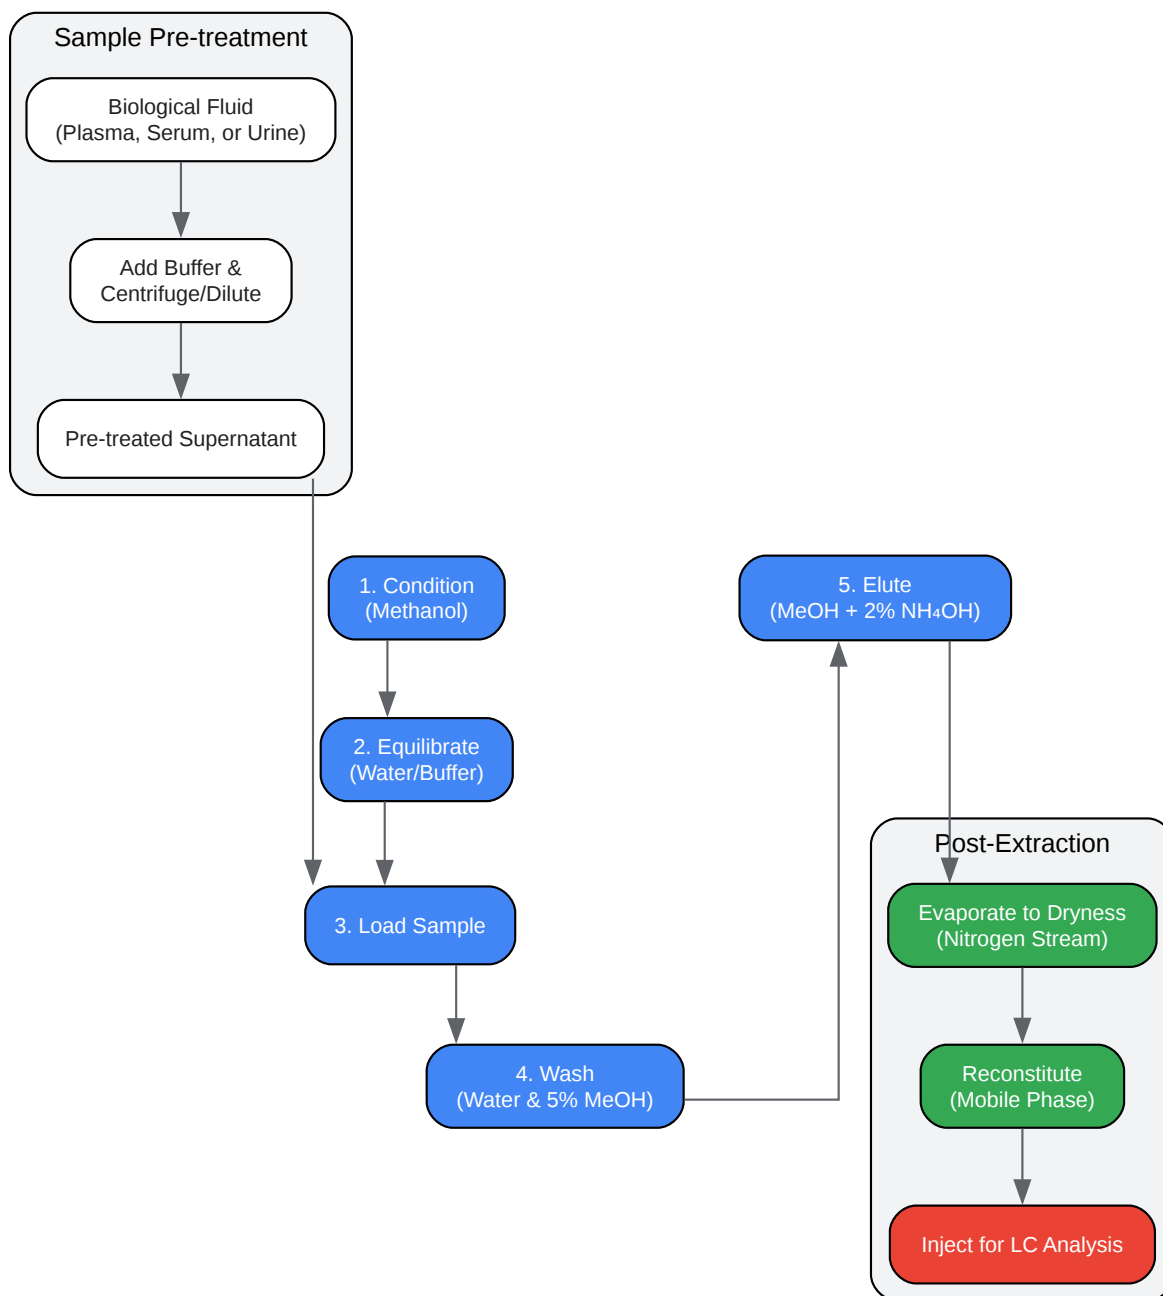 Sample Pre-treatment
Biological Fluid
(Plasma, Serum, or Urine)
Add Buffer &
Centrifuge/Dilute
Pre-treated Supernatant
1. Condition
(Methanol)
2. Equilibrate
(Water/Buffer)
3. Load Sample
4. Wash
(Water & 5% MeOH)
5. Elute
(MeOH + 2% NH₄OH)
Post-Extraction
Evaporate to Dryness
(Nitrogen Stream)
Reconstitute
(Mobile Phase)
Inject for LC Analysis